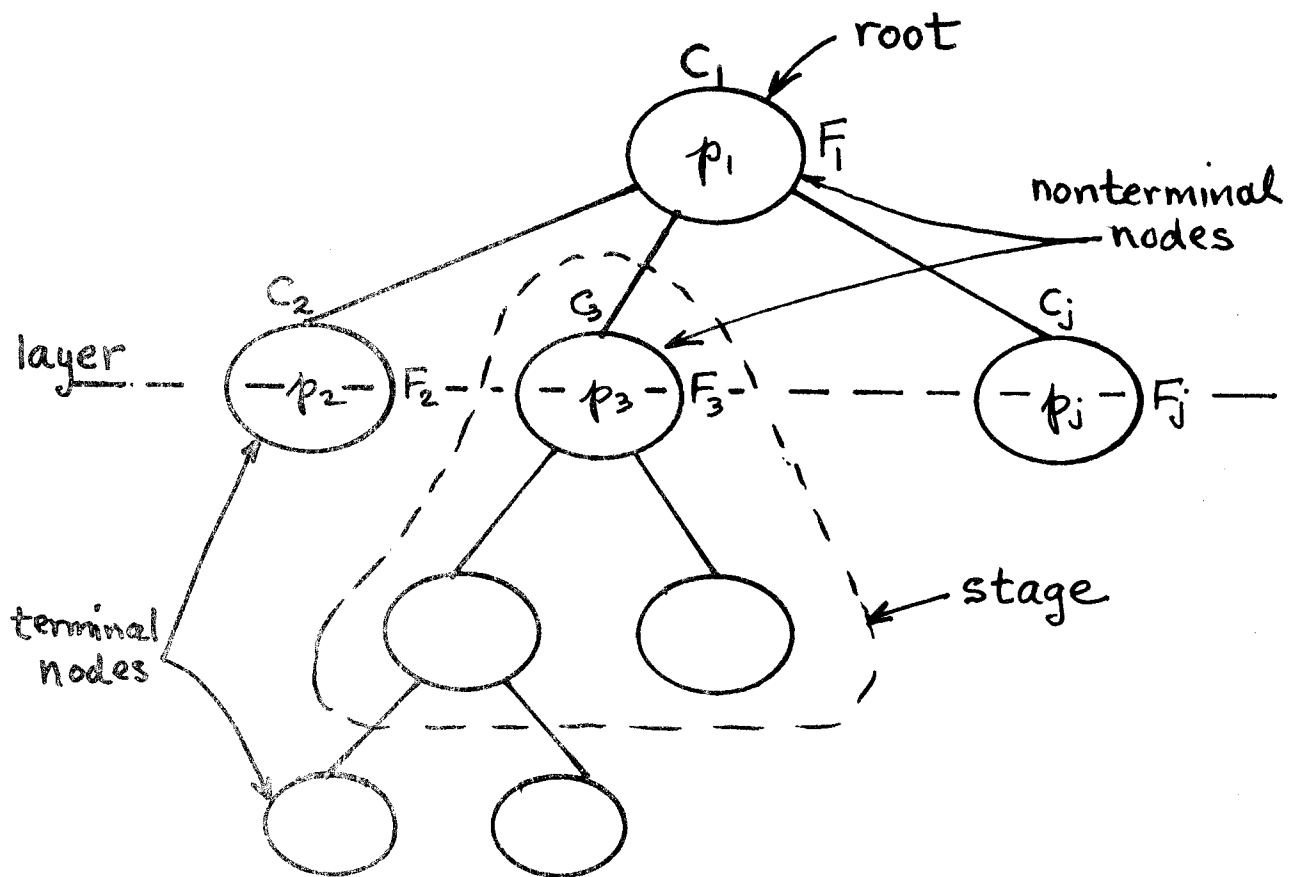 root
C₁
p₁
F₁
nonterminal
nodes
C₂
C₃
Cⱼ
layer
p₂
F₂
p₃
F₃
pⱼ
Fⱼ
stage
terminal
nodes